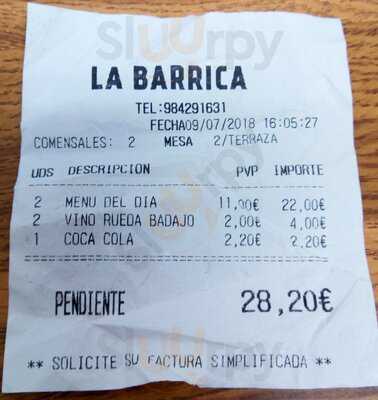 Slurrpy
LA BARRICA
TEL:984291631
FECHA09/07/2018 16:05:27
COMENSALES: 2 MESA 2/TERRAZA
UDS DESCRIPCION PVP IMPORTE
2 MENU DEL DIA 11,00€ 22,00€
2 VINO RUEDA BADAJO 2,00€ 4,00€
1 COCA COLA 2,20€ 2,20€
PENDIENTE 28,20€
** SOLICITE SU FACTURA SIMPLIFICADA **